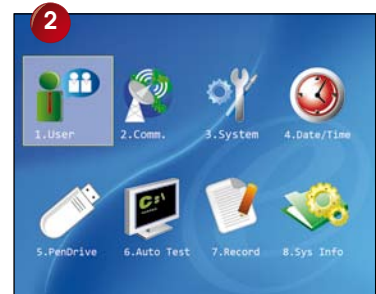 2
1.User 2.Comm. 3.System 4.Date/Time
C:\
5.PenDrive 6.Auto Test 7.Record 8.Sys Info